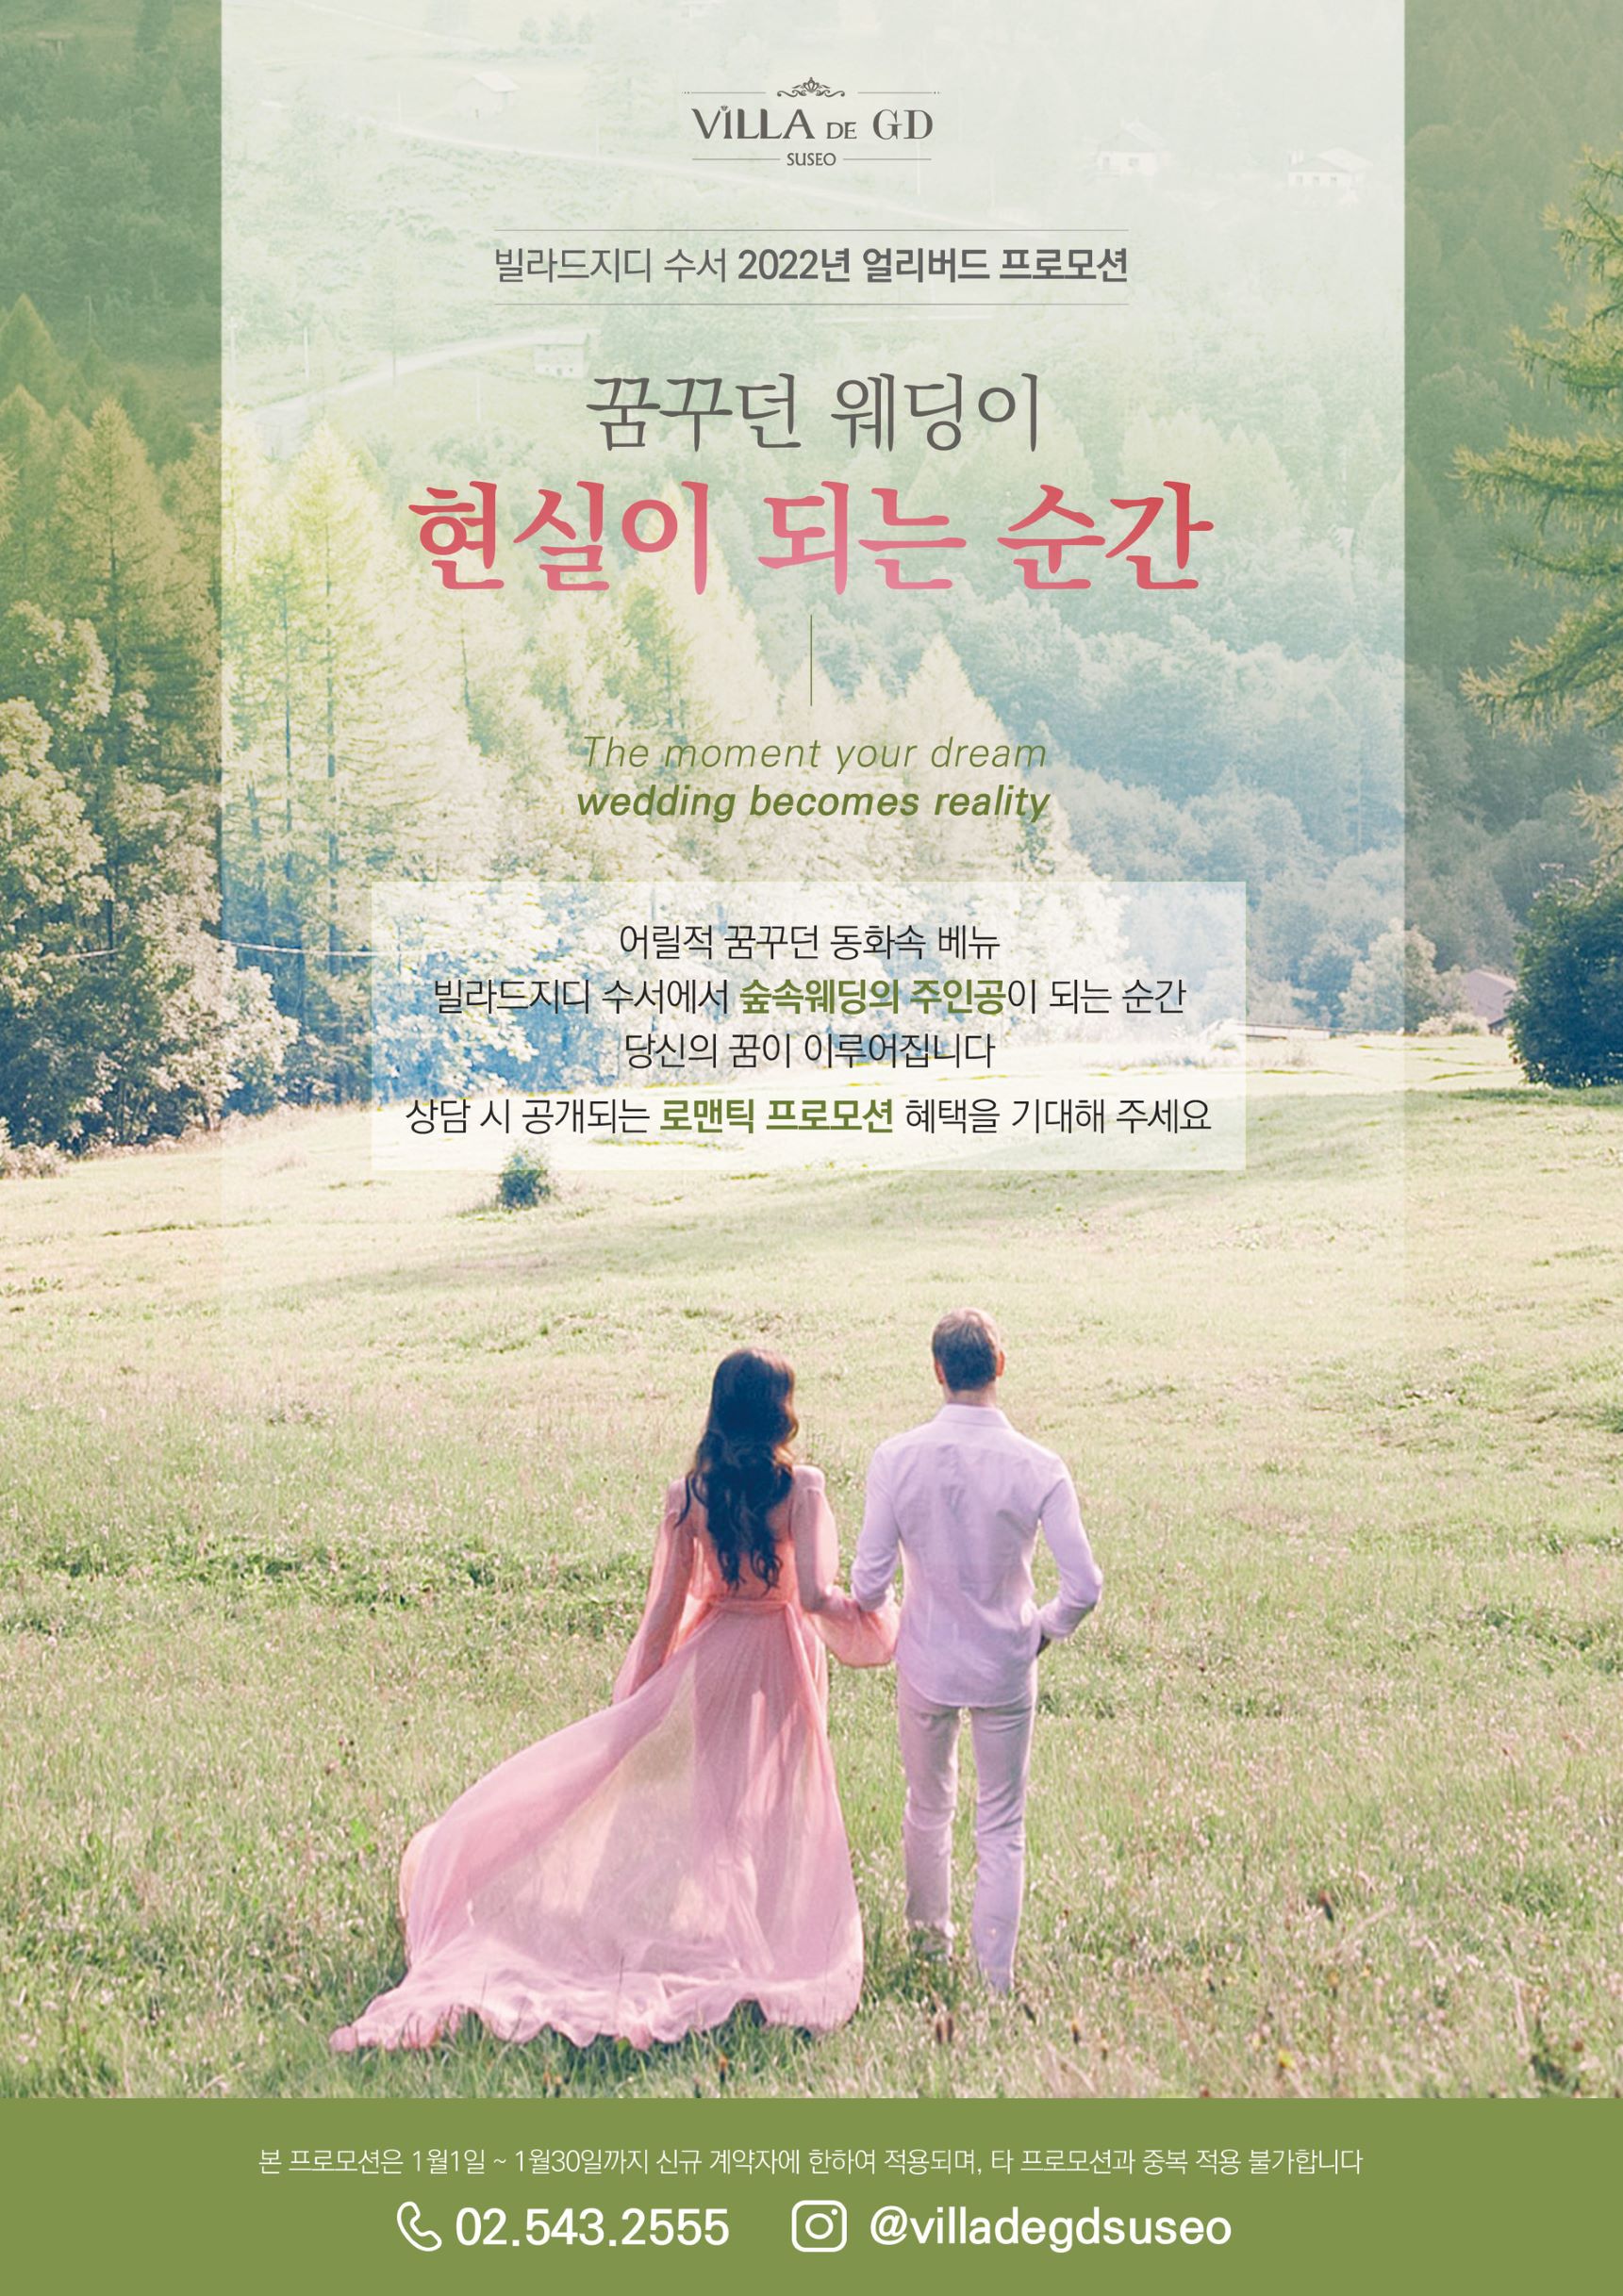 VILLA DE GD
SUSEO
빌라드지디 수서 2022년 얼리버드 프로모션
꿈꾸던 웨딩이
현실이 되는 순간
The moment your dream
wedding becomes reality
어릴적 꿈꾸던 동화속 베뉴
빌라드지디 수서에서 숲속웨딩의 주인공이 되는 순간
당신의 꿈이 이루어집니다
상담 시 공개되는 로맨틱 프로모션 혜택을 기대해 주세요
본 프로모션은 1월1일 ~ 1월30일까지 신규 계약자에 한하여 적용되며, 타 프로모션과 중복 적용 불가합니다
02.543.2555 @villadegdsuseo